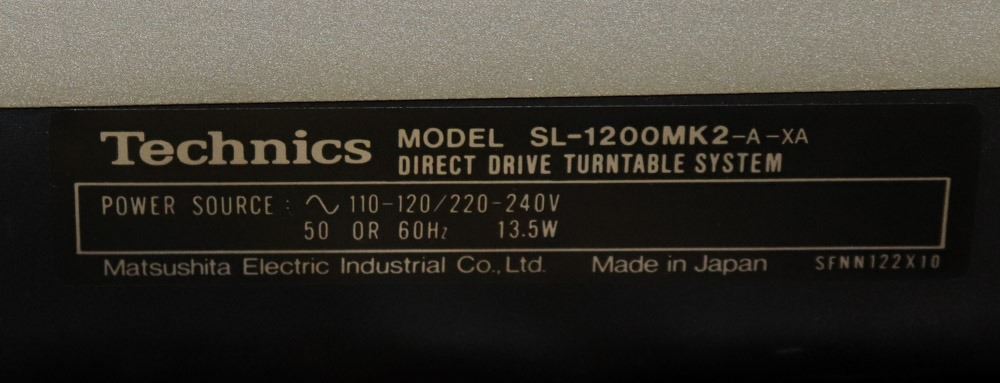 Technics MODEL SL-1200MK2-A-XA
DIRECT DRIVE TURNTABLE SYSTEM
POWER SOURCE : ∿ 110-120/220-240V
50 OR 60Hz 13.5W
Matsushita Electric Industrial Co., Ltd. Made in Japan SFNN122X10